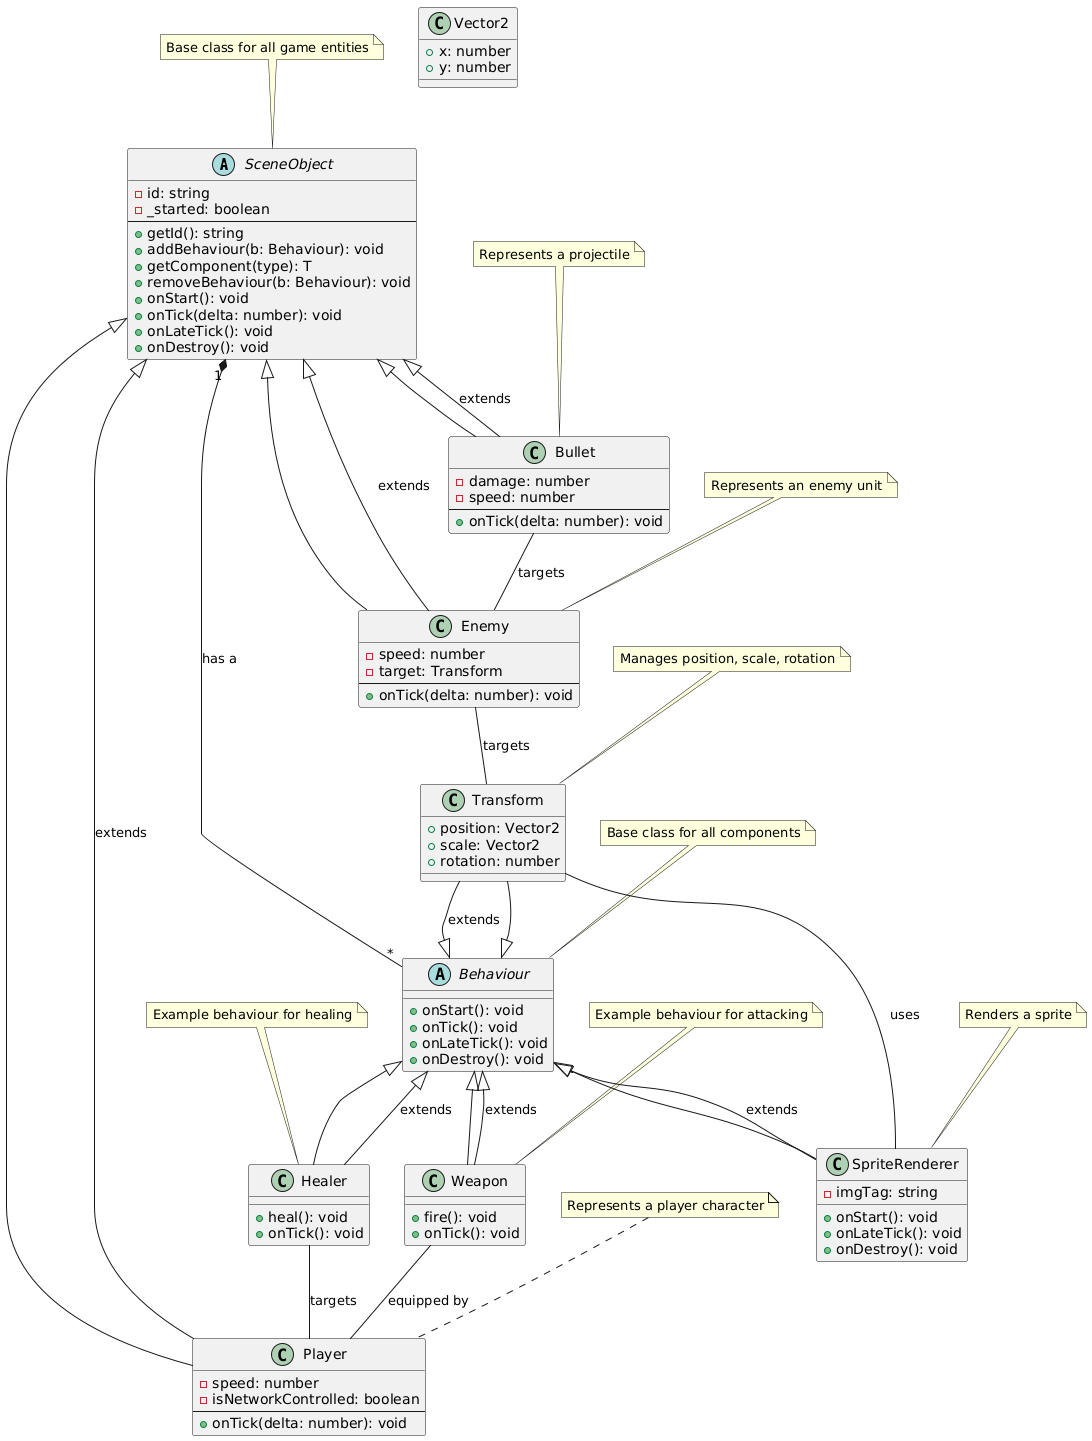 Vector2
x: number
y: number
Base class for all game entities
A SceneObject
id: string
_started: boolean
getId(): string
addBehaviour(b: Behaviour): void
getComponent(type): T
removeBehaviour(b: Behaviour): void
onStart(): void
onTick(delta: number): void
onLateTick(): void
onDestroy(): void
Represents a projectile
1
extends
C Bullet
damage: number
speed: number
onTick(delta: number): void
extends
Represents an enemy unit
targets
C Enemy
speed: number
target: Transform
onTick(delta: number): void
has a
Manages position, scale, rotation
targets
C Transform
position: Vector2
scale: Vector2
rotation: number
extends
Base class for all components
extends
*
A Behaviour
onStart(): void
onTick(): void
onLateTick(): void
onDestroy(): void
Example behaviour for healing
Example behaviour for attacking
uses
Renders a sprite
extends
extends
extends
C Healer
heal(): void
onTick(): void
C Weapon
fire(): void
onTick(): void
C SpriteRenderer
imgTag: string
onStart(): void
onLateTick(): void
onDestroy(): void
Represents a player character
targets
equipped by
C Player
speed: number
isNetworkControlled: boolean
onTick(delta: number): void